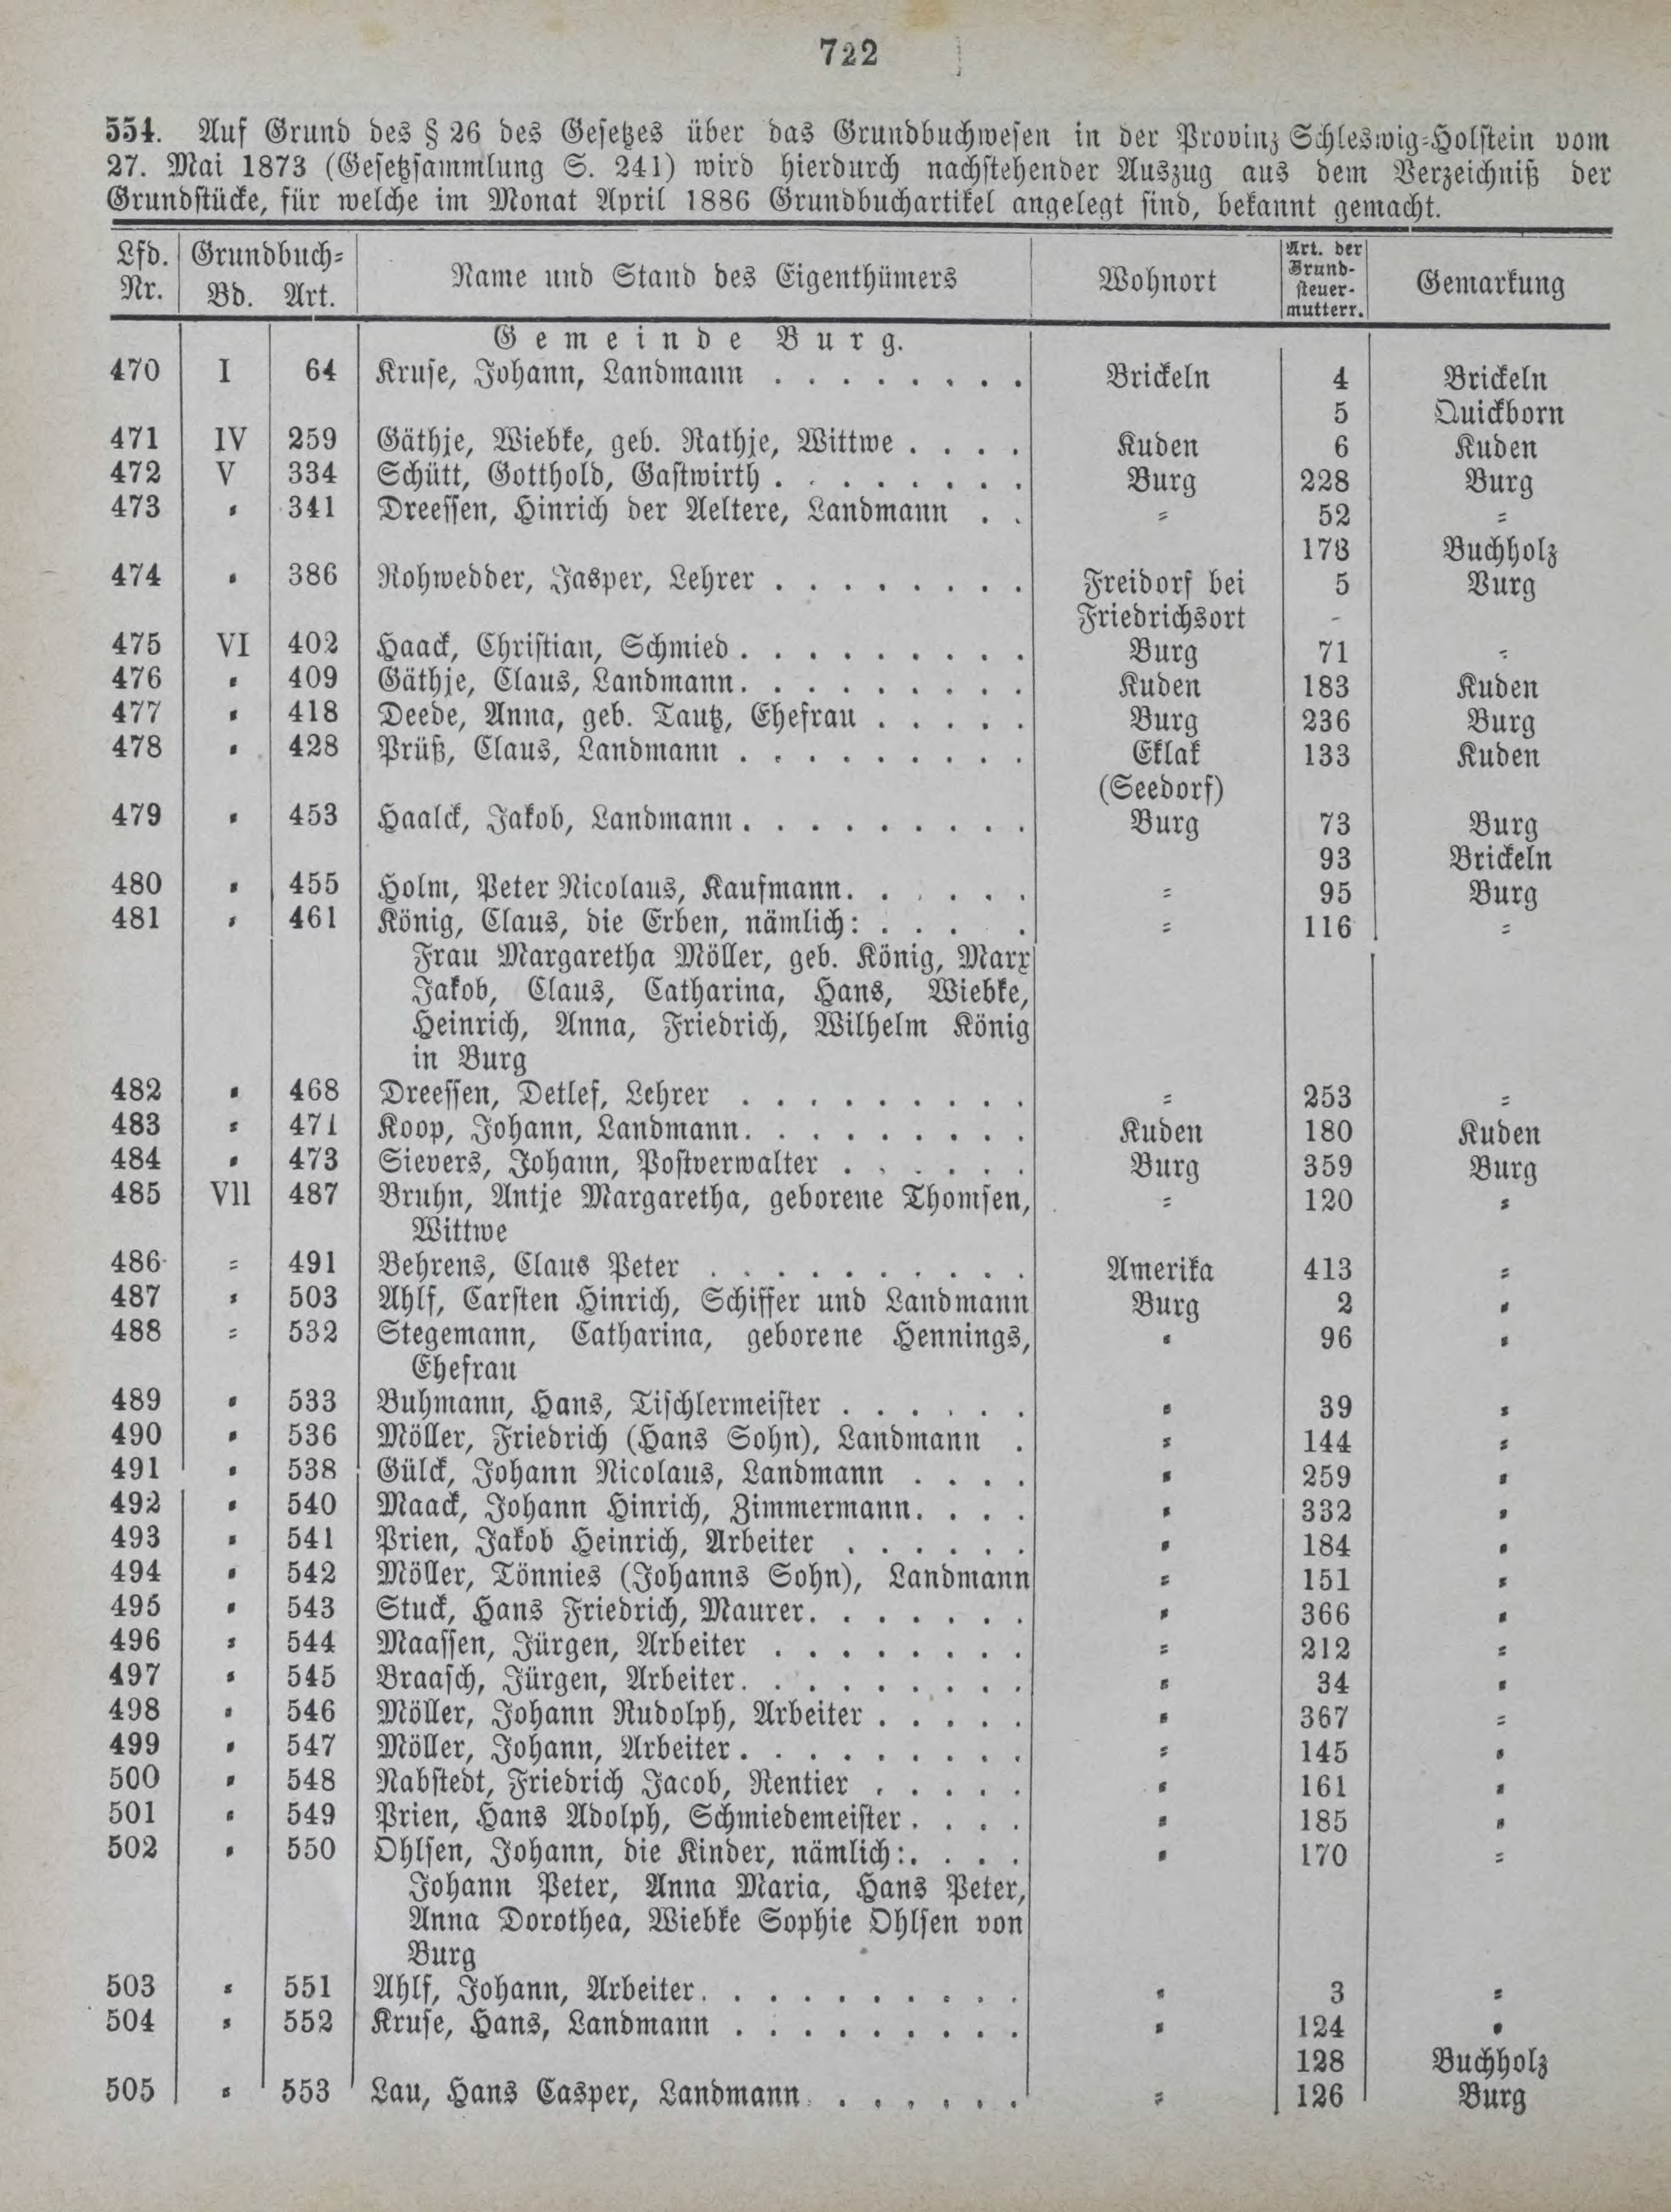 722
554. Auf Grund des § 26 des Gesetzes über das Grundbuchwesen in der Provinz Schleswig-Holstein vom
27. Mai 1873 (Gesetzsammlung S. 241) wird hierdurch nachstehender Auszug aus dem Verzeichniß der
Grundstücke, für welche im Monat April 1886 Grundbuchartikel angelegt sind, bekannt gemacht.
Lfd. Nr. | Grundbuch- Bd. Art. | Name und Stand des Eigenthümers | Wohnort | Art. der Grund- steuer- mutterr. | Gemarkung
Gemeinde Burg.
470 I 64 Kruse, Johann, Landmann . . . . . . . . Brickeln 4 Brickeln
5 Quickborn
471 IV 259 Gäthje, Wiebke, geb. Rathje, Wittwe . . . . Kuden 6 Kuden
472 V 334 Schütt, Gotthold, Gastwirth . . . . . . . . Burg 228 Burg
473 = 341 Dreessen, Hinrich der Aeltere, Landmann . . = 52 =
178 Buchholz
474 = 386 Rohwedder, Jasper, Lehrer . . . . . . . . Freidorf bei 5 Burg
Friedrichsort -
475 VI 402 Haack, Christian, Schmied . . . . . . . . . Burg 71 =
476 = 409 Gäthje, Claus, Landmann. . . . . . . . . Kuden 183 Kuden
477 = 418 Deede, Anna, geb. Tautz, Ehefrau . . . . . Burg 236 Burg
478 = 428 Prüß, Claus, Landmann . . . . . . . . . Eklak 133 Kuden
(Seedorf)
479 = 453 Haalck, Jakob, Landmann . . . . . . . . . Burg 73 Burg
93 Brickeln
480 = 455 Holm, Peter Nicolaus, Kaufmann. . . . . . = 95 Burg
481 = 461 König, Claus, die Erben, nämlich: . . . . = 116 =
Frau Margaretha Möller, geb. König, Marx
Jakob, Claus, Catharina, Hans, Wiebke,
Heinrich, Anna, Friedrich, Wilhelm König
in Burg
482 = 468 Dreessen, Detlef, Lehrer . . . . . . . . . = 253 =
483 = 471 Koop, Johann, Landmann. . . . . . . . . Kuden 180 Kuden
484 = 473 Sievers, Johann, Postverwalter . . . . . . Burg 359 Burg
485 VII 487 Bruhn, Antje Margaretha, geborene Thomsen, = 120 =
Wittwe
486 = 491 Behrens, Claus Peter . . . . . . . . . . Amerika 413 =
487 = 503 Ahlf, Carsten Hinrich, Schiffer und Landmann Burg 2 =
488 = 532 Stegemann, Catharina, geborene Hennings, = 96 =
Ehefrau
489 = 533 Buhmann, Hans, Tischlermeister . . . . . . = 39 =
490 = 536 Möller, Friedrich (Hans Sohn), Landmann . = 144 =
491 = 538 Gülck, Johann Nicolaus, Landmann . . . . = 259 =
492 = 540 Maack, Johann Hinrich, Zimmermann. . . . = 332 =
493 = 541 Prien, Jakob Heinrich, Arbeiter . . . . . . = 184 =
494 = 542 Möller, Tönnies (Johanns Sohn), Landmann = 151 =
495 = 543 Stuck, Hans Friedrich, Maurer. . . . . . . = 366 =
496 = 544 Maassen, Jürgen, Arbeiter . . . . . . . . = 212 =
497 = 545 Braasch, Jürgen, Arbeiter. . . . . . . . . = 34 =
498 = 546 Möller, Johann Rudolph, Arbeiter . . . . . = 367 =
499 = 547 Möller, Johann, Arbeiter . . . . . . . . . = 145 =
500 = 548 Rabstedt, Friedrich Jacob, Rentier . . . . . = 161 =
501 = 549 Prien, Hans Adolph, Schmiedemeister. . . . = 185 =
502 = 550 Ohlsen, Johann, die Kinder, nämlich:. . . . = 170 =
Johann Peter, Anna Maria, Hans Peter,
Anna Dorothea, Wiebke Sophie Ohlsen von
Burg
503 = 551 Ahlf, Johann, Arbeiter. . . . . . . . . . = 3 =
504 = 552 Kruse, Hans, Landmann . . . . . . . . . = 124 =
128 Buchholz
505 = 553 Lau, Hans Casper, Landmann . . . . . . = 126 Burg